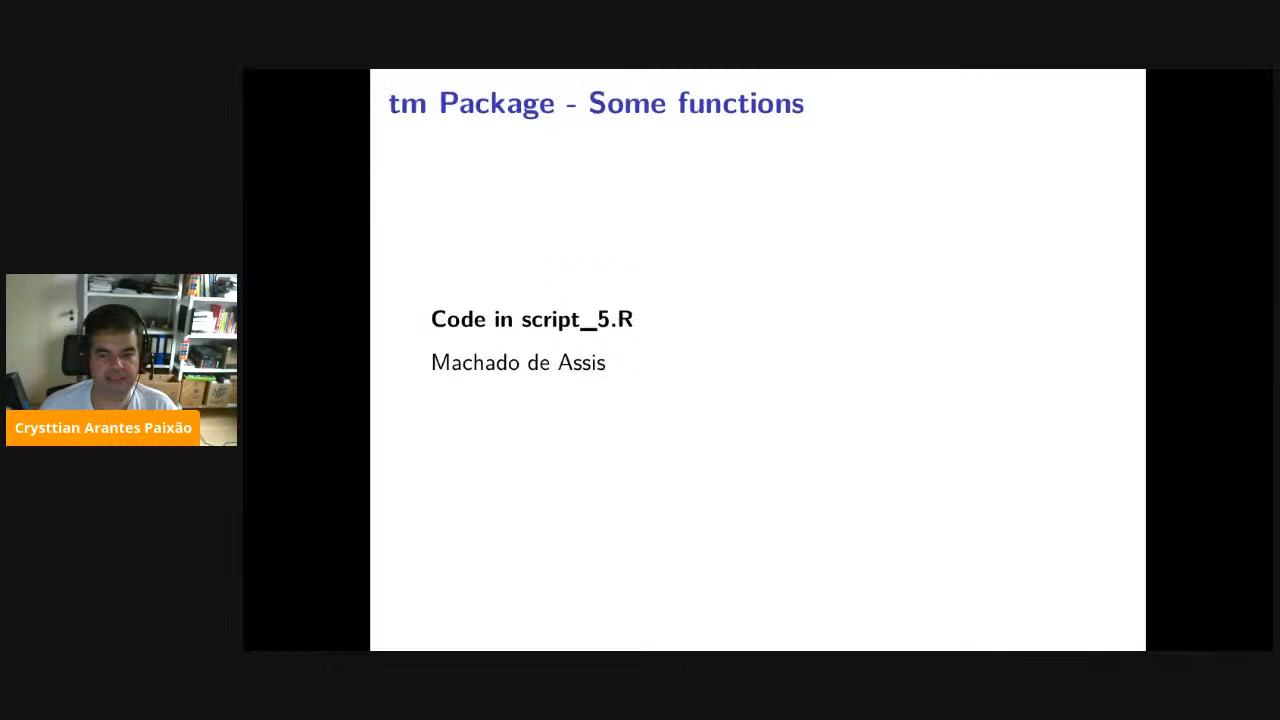 tm Package - Some functions
Code in script_5.R
Machado de Assis
Crysttian Arantes Paixão